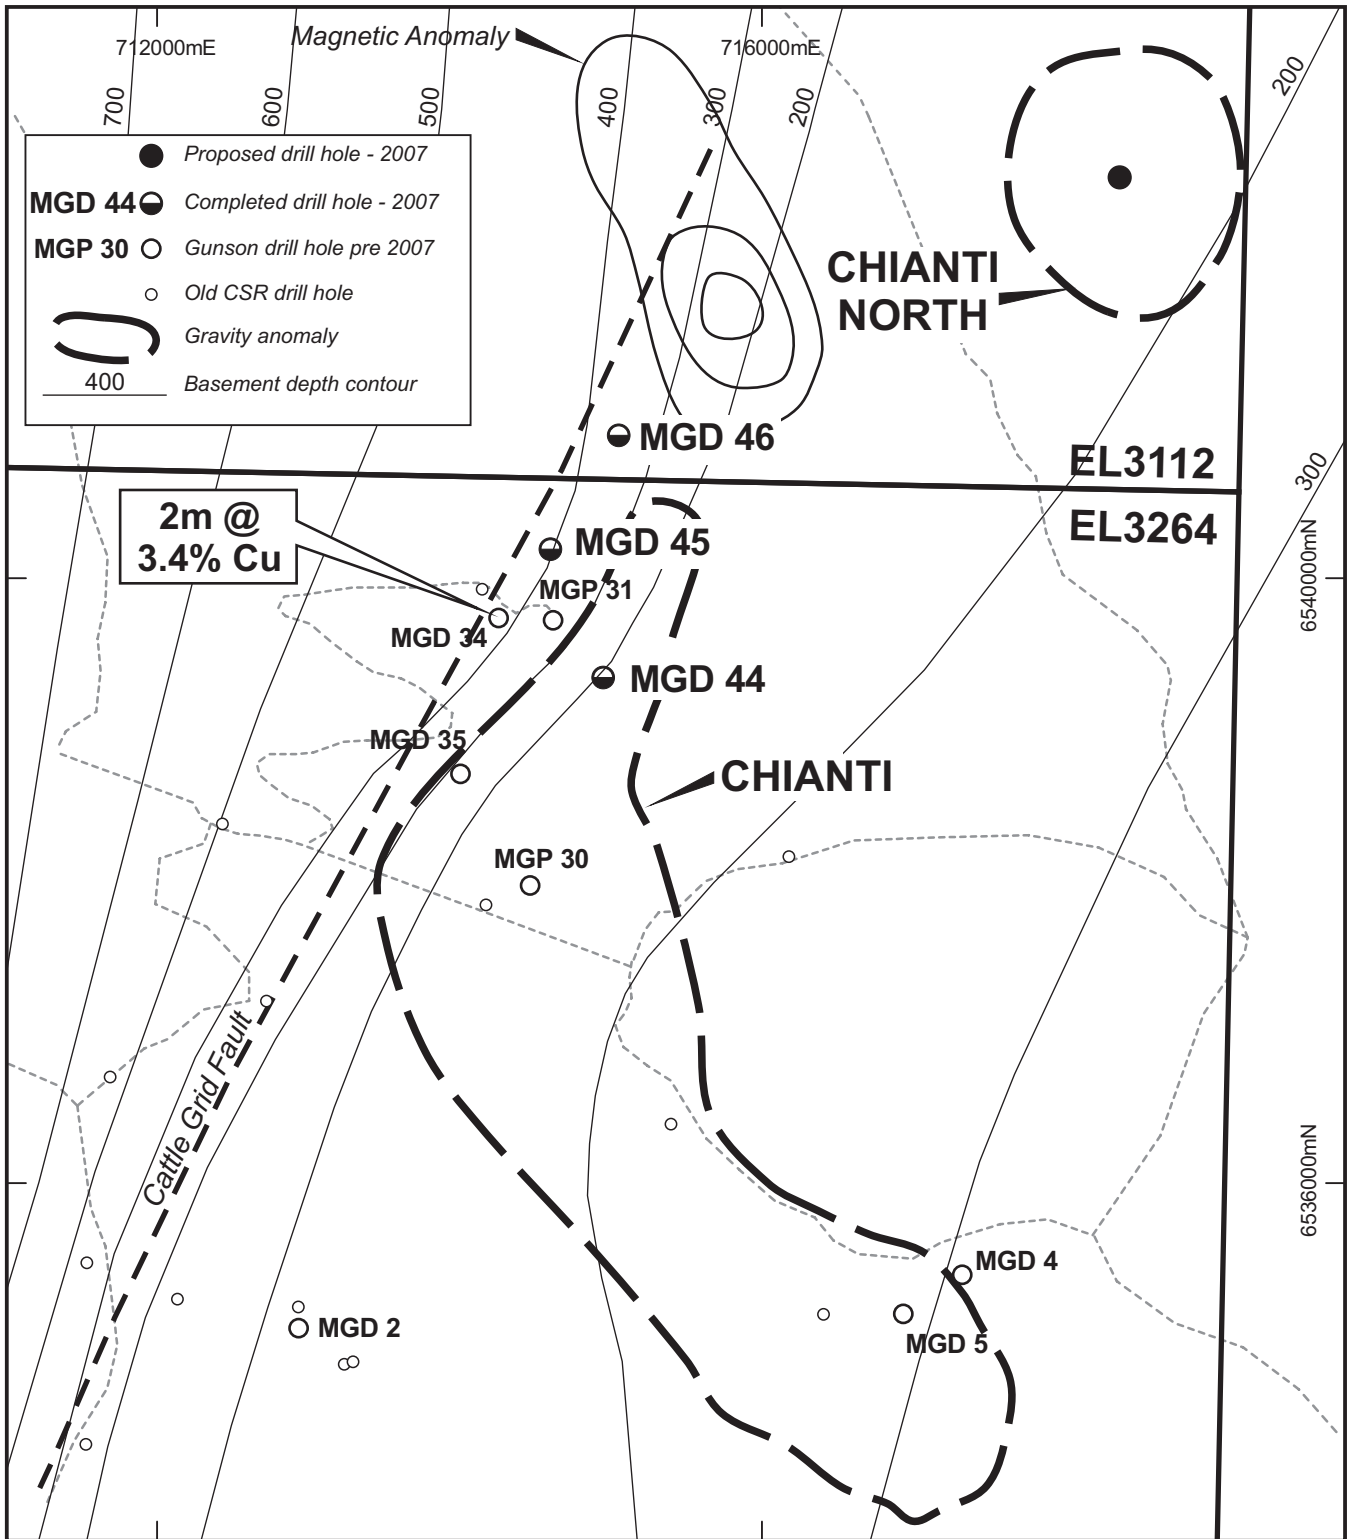 712000mE
Magnetic Anomaly
716000mE
700
600
500
400
300
200
200
Proposed drill hole - 2007
MGD 44 Completed drill hole - 2007
MGP 30 Gunson drill hole pre 2007
Old CSR drill hole
Gravity anomaly
400 Basement depth contour
CHIANTI
NORTH
MGD 46
EL3112
300
2m @
3.4% Cu
EL3264
MGD 45
6540000mN
MGP 31
MGD 34
MGD 44
MGD 35
CHIANTI
MGP 30
Cattle Grid Fault
6536000mN
MGD 4
MGD 2
MGD 5